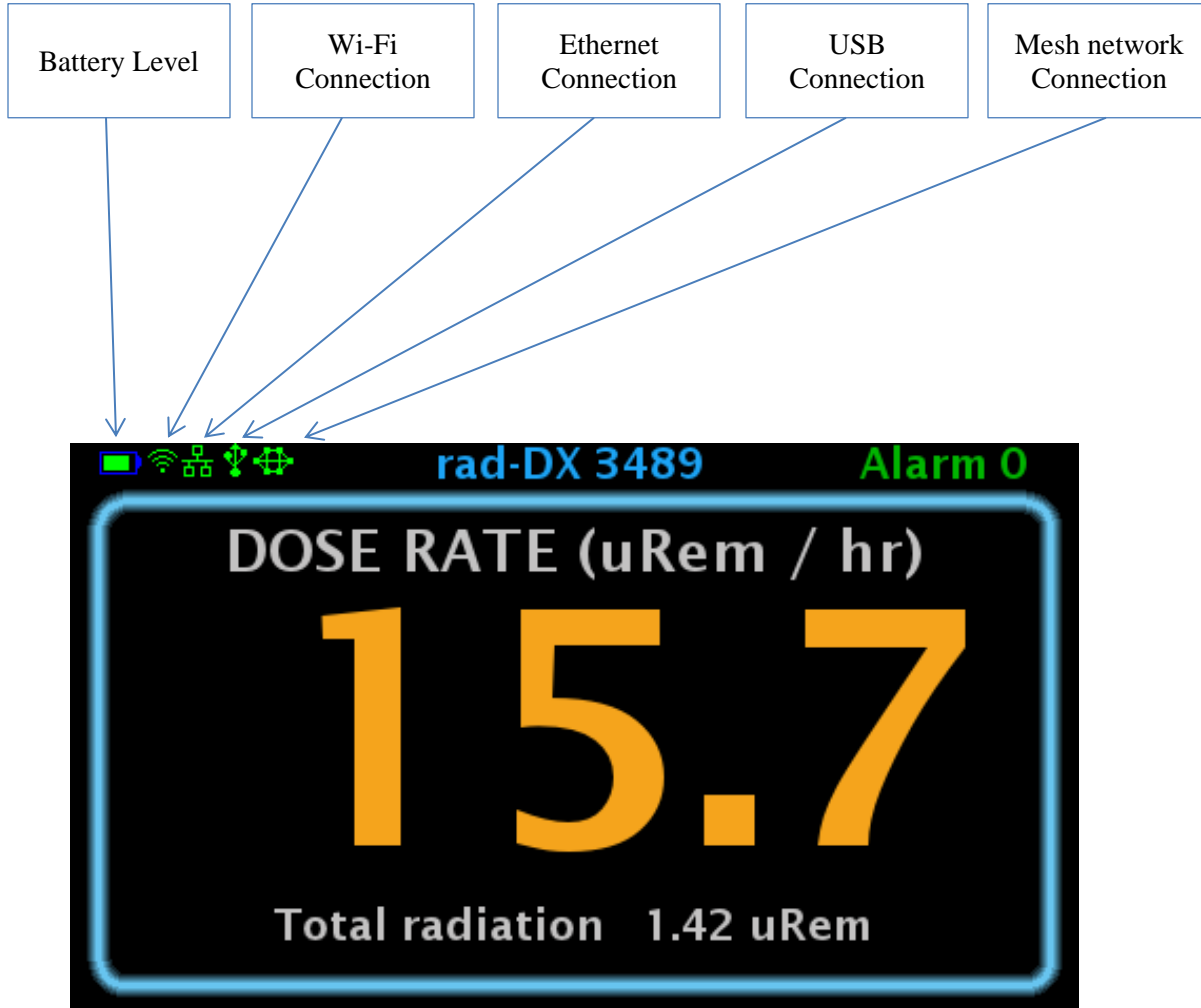 Battery Level
Wi-Fi
Connection
Ethernet
Connection
USB
Connection
Mesh network
Connection
rad-DX 3489
Alarm 0
DOSE RATE (uRem / hr)
15.7
Total radiation 1.42 uRem